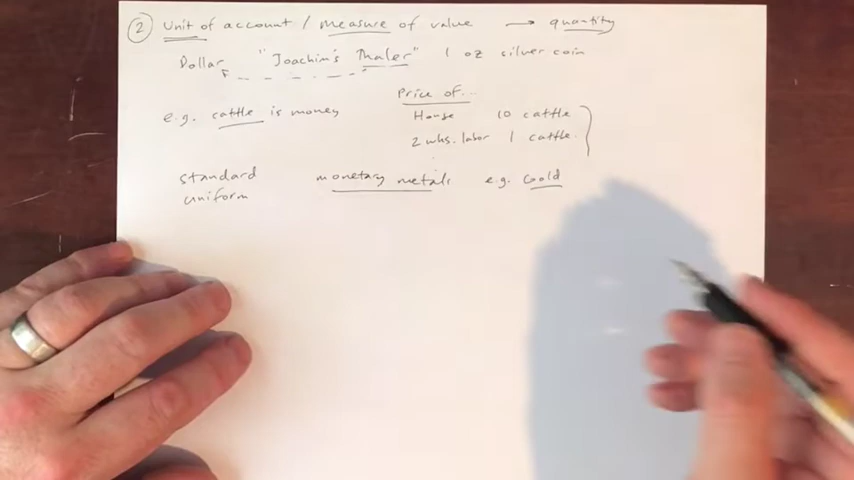 ② Unit of account / measure of value → quantity
Dollar "Joachim's Thaler" 1 oz silver coin
Price of...
e.g. cattle is money House 10 cattle
2 wks. labor 1 cattle
standard monetary metals e.g. Gold
uniform